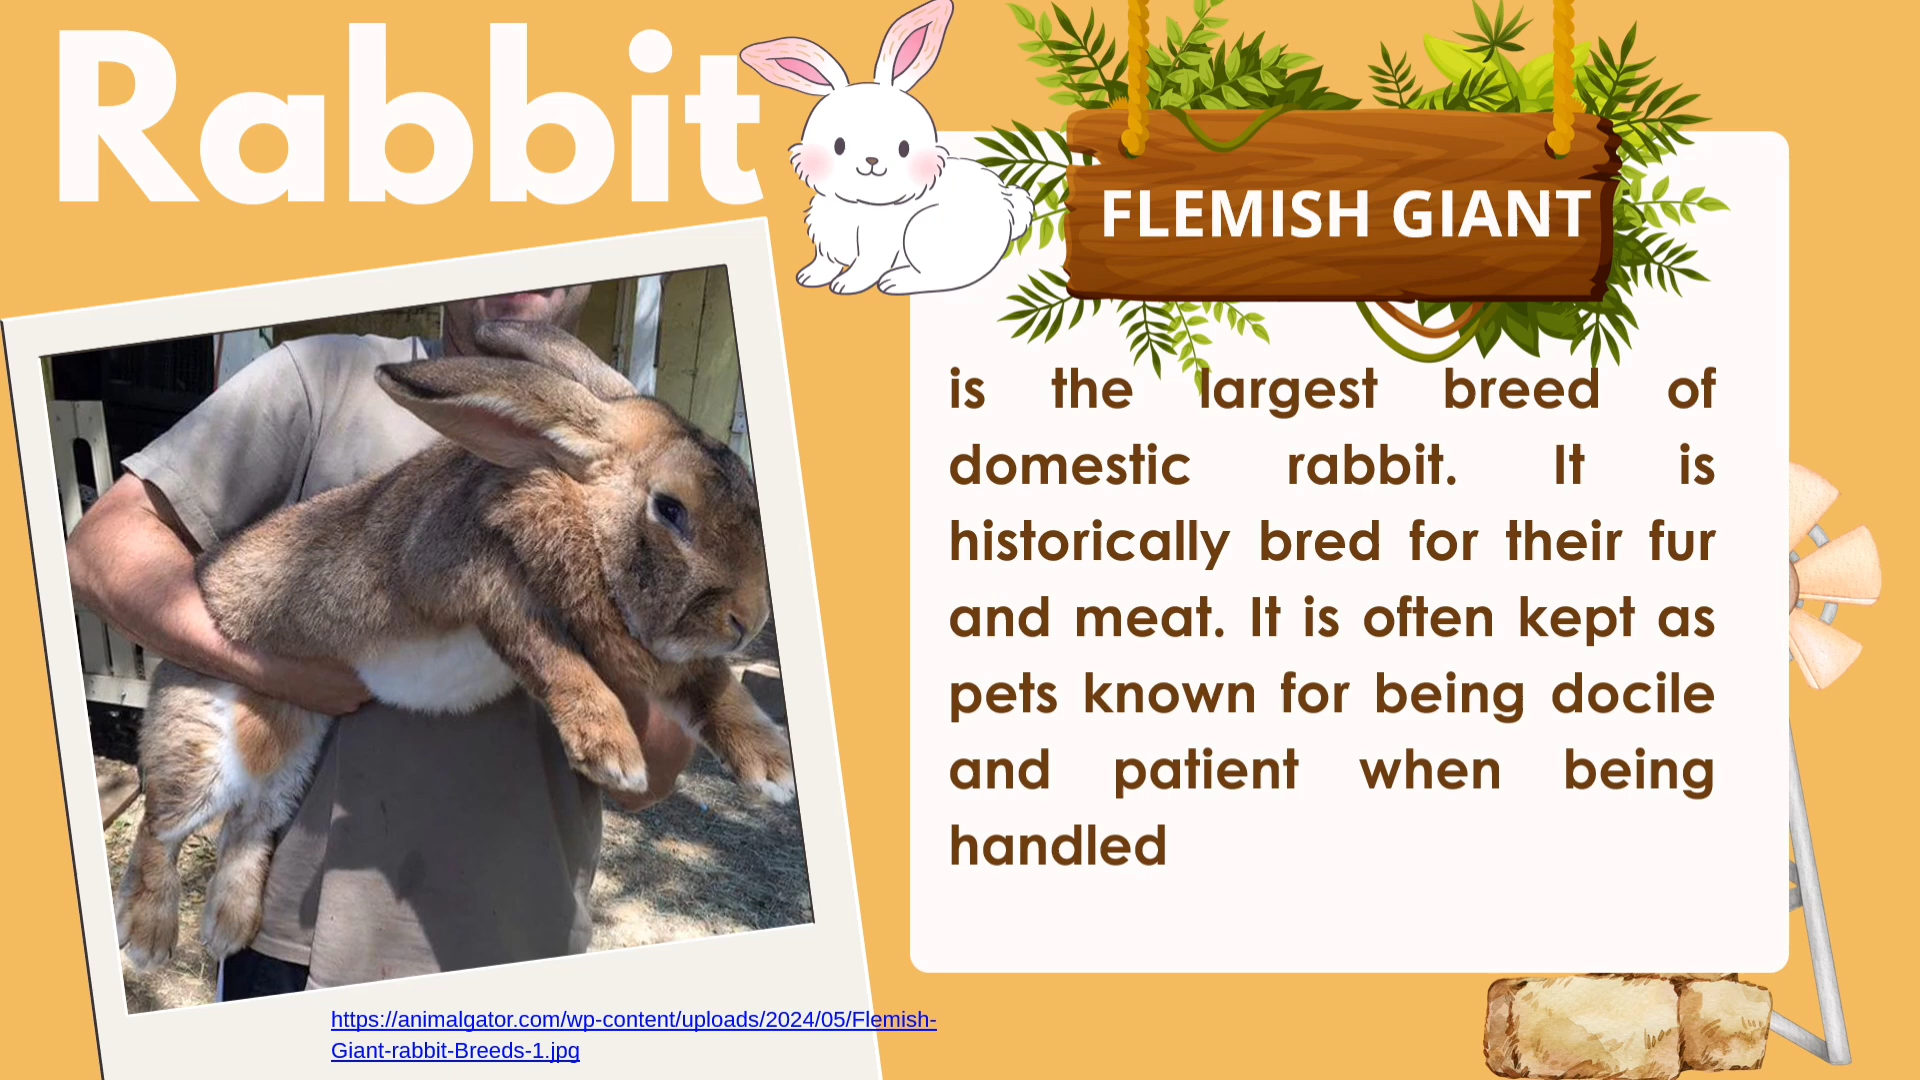 Rabbit
FLEMISH GIANT
is the largest breed of
domestic rabbit. It is
historically bred for their fur
and meat. It is often kept as
pets known for being docile
and patient when being
handled
https://animalgator.com/wp-content/uploads/2024/05/Flemish-
Giant-rabbit-Breeds-1.jpg